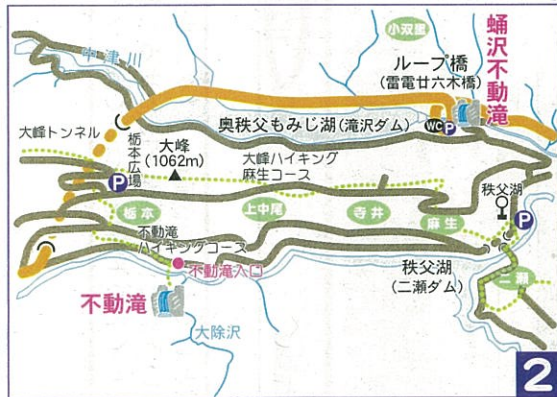 中津川
小双里
蛹沢不動滝
ループ橋
(雷電廿六木橋)
奥秩父もみじ湖(滝沢ダム)
WC
P
大峰トンネル
栃本広場
大峰
(1062m)
大峰ハイキング
麻生コース
P
秩父湖
P
栃本
上中尾
寺井
麻生
不動滝
ハイキングコース
不動滝入口
秩父湖
(二瀬ダム)
二瀬
不動滝
大除沢
2